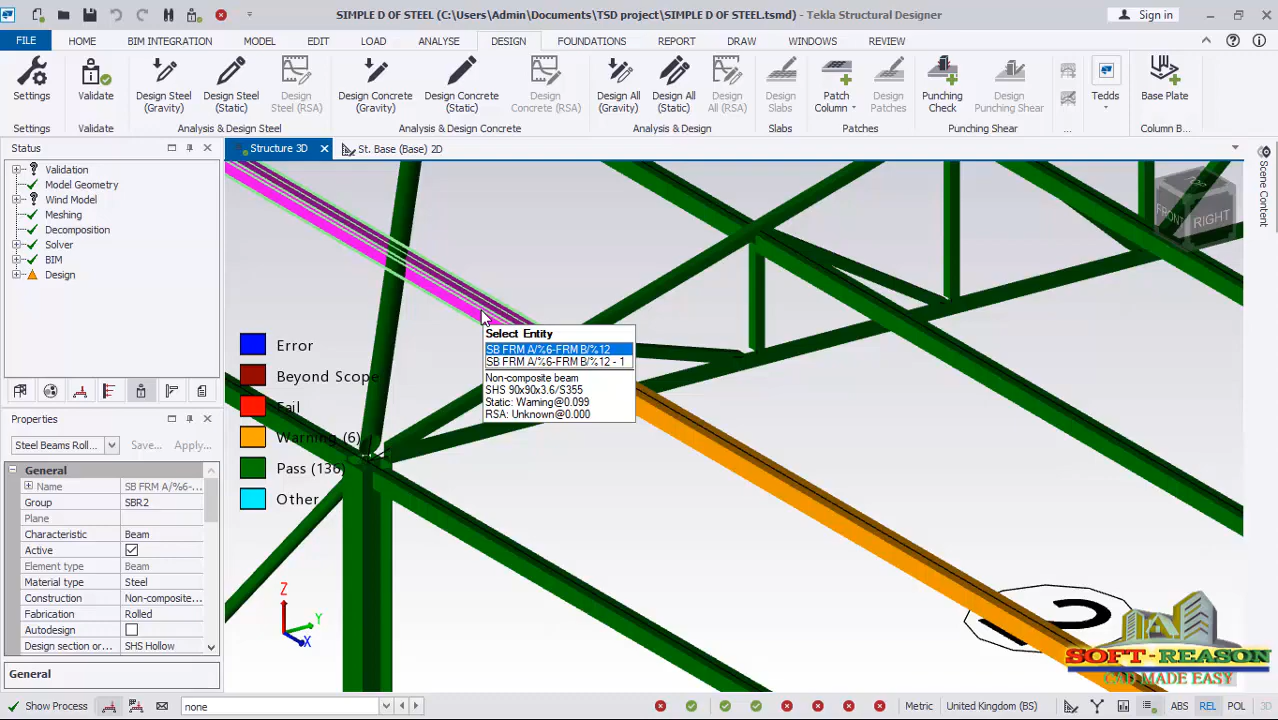 SIMPLE D OF STEEL (C:\Users\Admin\Documents\TSD project\SIMPLE D OF STEEL.tsmd) - Tekla Structural Designer
Sign in
FILE HOME BIM INTEGRATION MODEL EDIT LOAD ANALYSE DESIGN FOUNDATIONS REPORT DRAW WINDOWS REVIEW
Settings Validate Design Steel (Gravity) Design Steel (Static) Design Steel (RSA) Design Concrete (Gravity) Design Concrete (Static) Design Concrete (RSA) Design All (Gravity) Design All (Static) Design All (RSA) Design Slabs Patch Column Design Patches Punching Check Design Punching Shear Tedds Base Plate
Settings Validate Analysis & Design Steel Analysis & Design Concrete Analysis & Design Slabs Patches Punching Shear ... Column B...
Status
Structure 3D
St. Base (Base) 2D
Validation
Model Geometry
Wind Model
Meshing
Decomposition
Solver
BIM
Design
Scene Content
FRONT RIGHT
Error
Beyond Scope
Fail
Warning (6)
Pass (136)
Other
Select Entity
SB FRM A/%6-FRM B/%12
SB FRM A/%6-FRM B/%12 - 1
Non-composite beam
SHS 90x90x3.6/S355
Static: Warning@0.099
RSA: Unknown@0.000
Properties
Steel Beams Roll... Save... Apply...
General
Name SB FRM A/%6-...
Group SBR2
Plane
Characteristic Beam
Active
Element type Beam
Material type Steel
Construction Non-composite...
Fabrication Rolled
Autodesign
Design section or... SHS Hollow
General
Z
Y
X
SOFT-REASON
CAD MADE EASY
Show Process
none
Metric United Kingdom (BS) ABS REL POL 3D